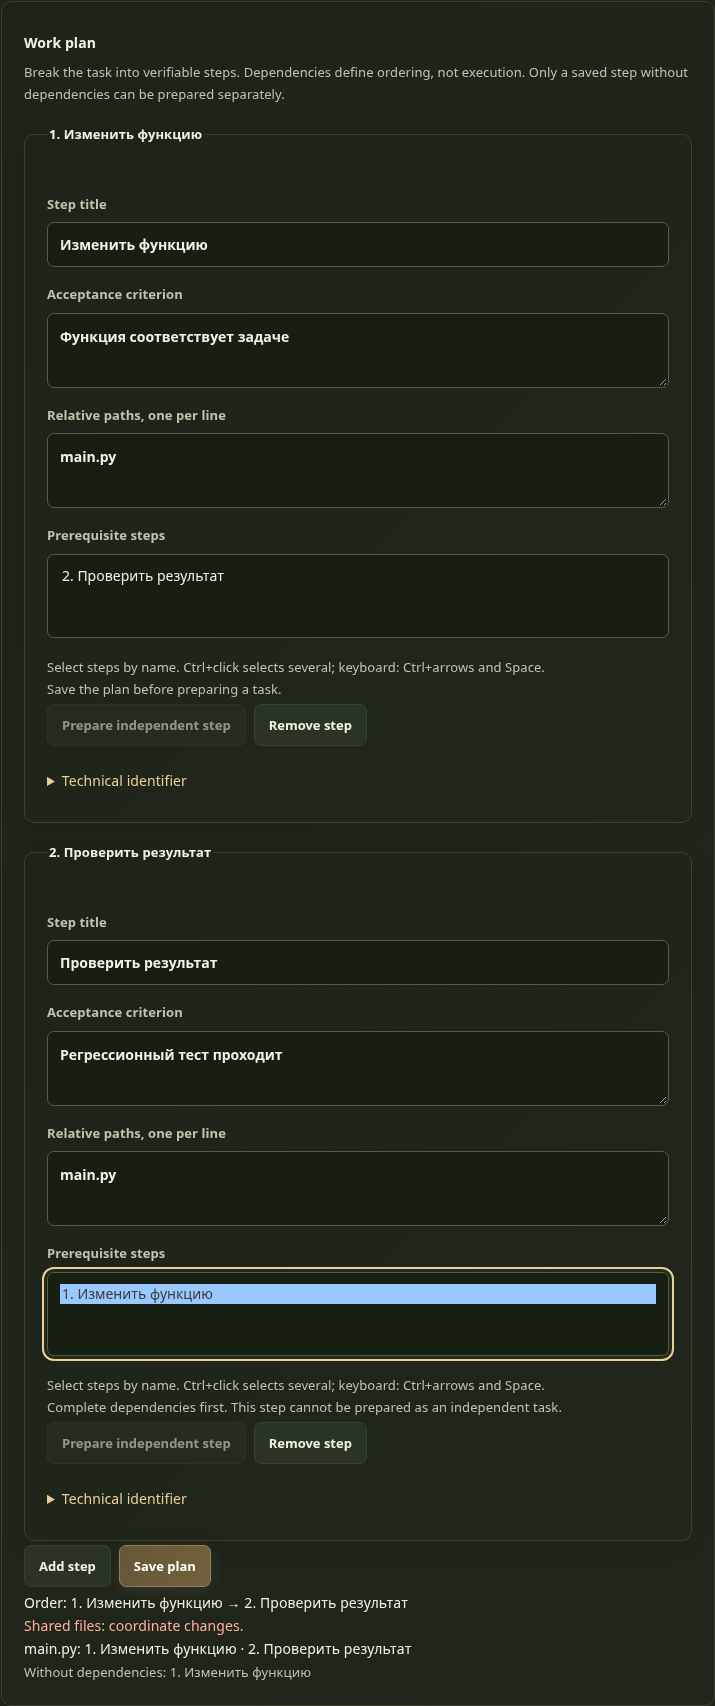 Work plan
Break the task into verifiable steps. Dependencies define ordering, not execution. Only a saved step without
dependencies can be prepared separately.
1. Изменить функцию
Step title
Изменить функцию
Acceptance criterion
Функция соответствует задаче
Relative paths, one per line
main.py
Prerequisite steps
2. Проверить результат
Select steps by name. Ctrl+click selects several; keyboard: Ctrl+arrows and Space.
Save the plan before preparing a task.
Prepare independent step
Remove step
Technical identifier
2. Проверить результат
Step title
Проверить результат
Acceptance criterion
Регрессионный тест проходит
Relative paths, one per line
main.py
Prerequisite steps
1. Изменить функцию
Select steps by name. Ctrl+click selects several; keyboard: Ctrl+arrows and Space.
Complete dependencies first. This step cannot be prepared as an independent task.
Prepare independent step
Remove step
Technical identifier
Add step
Save plan
Order: 1. Изменить функцию → 2. Проверить результат
Shared files: coordinate changes.
main.py: 1. Изменить функцию · 2. Проверить результат
Without dependencies: 1. Изменить функцию